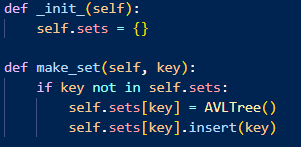 def _init_(self):
    self.sets = {}
def make_set(self, key):
    if key not in self.sets:
        self.sets[key] = AVLTree()
        self.sets[key].insert(key)